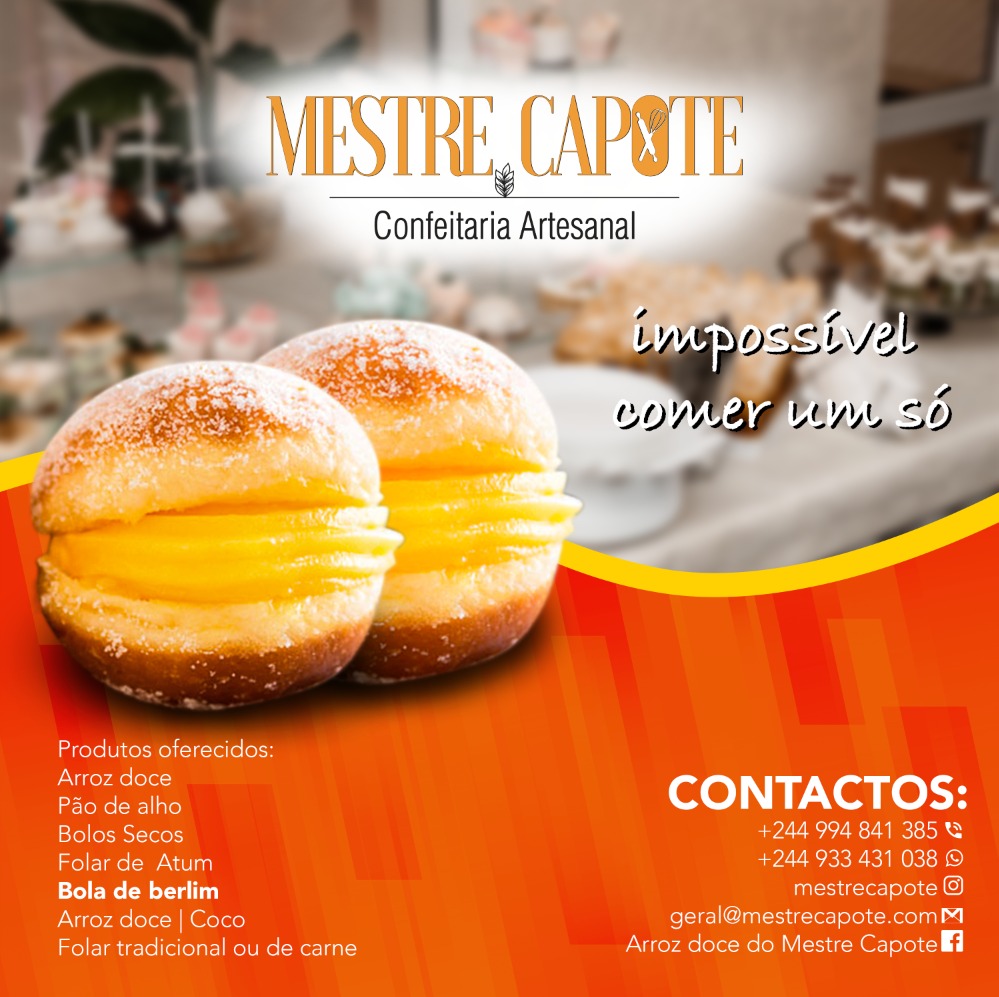 MESTRE CAPOTE
Confeitaria Artesanal
impossível
comer um só
Produtos oferecidos:
Arroz doce
Pão de alho
Bolos Secos
Folar de Atum
Bola de berlim
Arroz doce | Coco
Folar tradicional ou de carne
CONTACTOS:
+244 994 841 385
+244 933 431 038
mestrecapote
geral@mestrecapote.com
Arroz doce do Mestre Capote